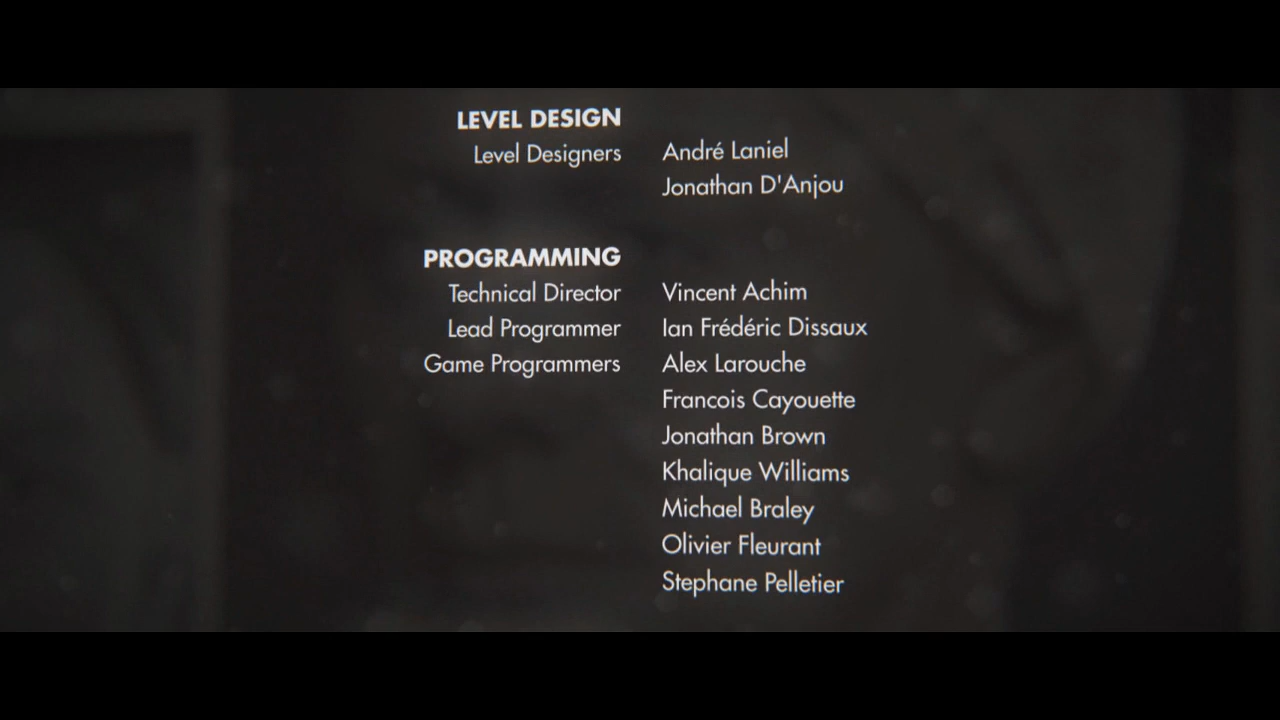 LEVEL DESIGN
Level Designers André Laniel
Jonathan D'Anjou
PROGRAMMING
Technical Director Vincent Achim
Lead Programmer Ian Frédéric Dissaux
Game Programmers Alex Larouche
Francois Cayouette
Jonathan Brown
Khalique Williams
Michael Braley
Olivier Fleurant
Stephane Pelletier